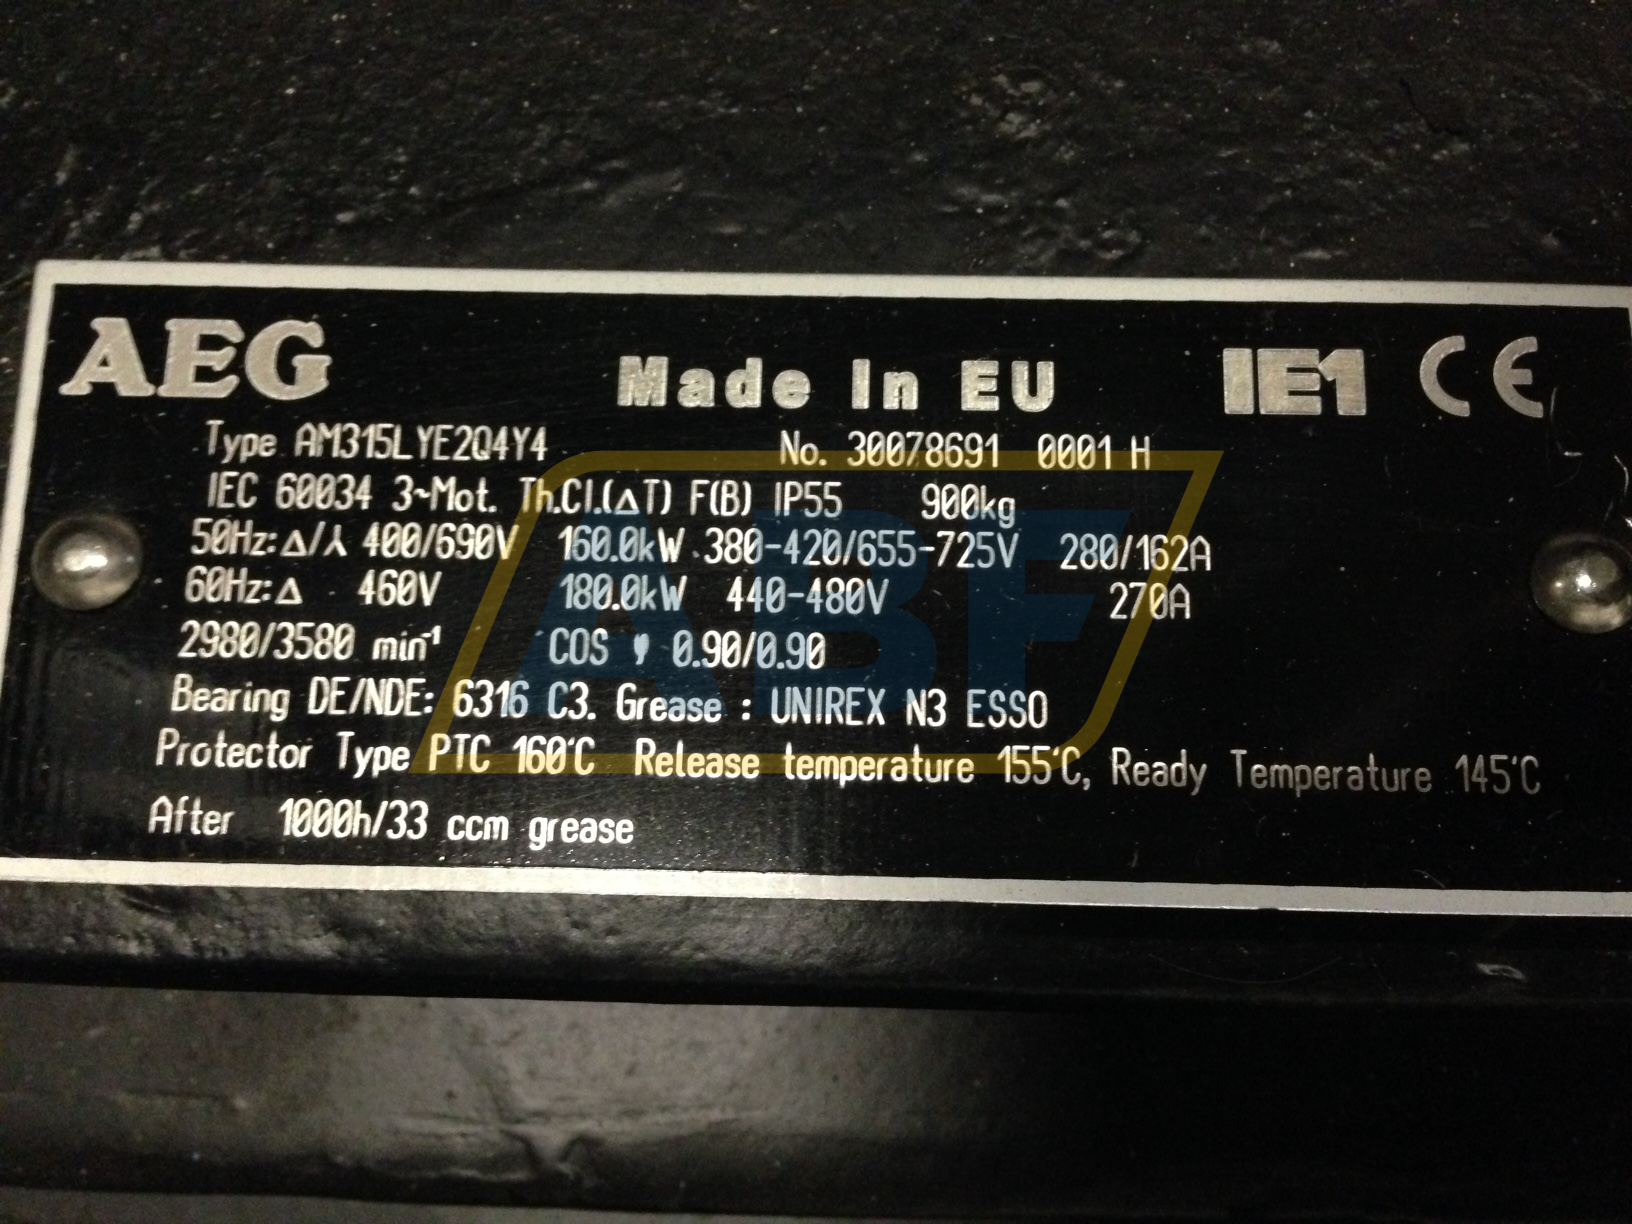 AEG Made In EU IE1 CE
Type AM315LYE2Q4Y4 No. 30078691 0001 H
IEC 60034 3~Mot. Th.Cl.(ΔT) F(B) IP55 900kg
50Hz:Δ/⅄ 400/690V 160.0kW 380-420/655-725V 280/162A
60Hz:Δ 460V 180.0kW 440-480V 270A
2980/3580 min⁻¹ COS φ 0.90/0.90
Bearing DE/NDE: 6316 C3. Grease : UNIREX N3 ESSO
Protector Type PTC 160°C Release temperature 155°C, Ready Temperature 145°C
After 1000h/33 ccm grease
ABF